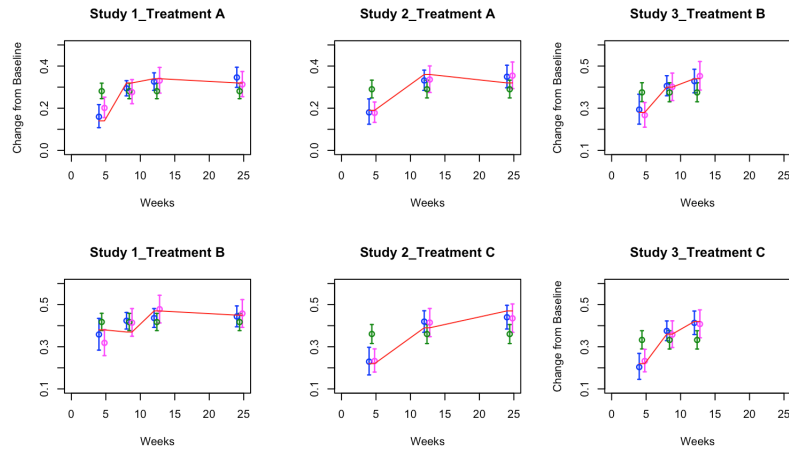 Study 1_Treatment A
Study 2_Treatment A
Study 3_Treatment B
Change from Baseline
0.0 0.2 0.4
0 5 10 15 20 25
Weeks
0.0 0.2 0.4
0 5 10 15 20 25
Weeks
Change from Baseline
0.1 0.3 0.5
0 5 10 15 20 25
Weeks
Study 1_Treatment B
Study 2_Treatment C
Study 3_Treatment C
0.1 0.3 0.5
0 5 10 15 20 25
Weeks
0.1 0.3 0.5
0 5 10 15 20 25
Weeks
Change from Baseline
0.1 0.3 0.5
0 5 10 15 20 25
Weeks